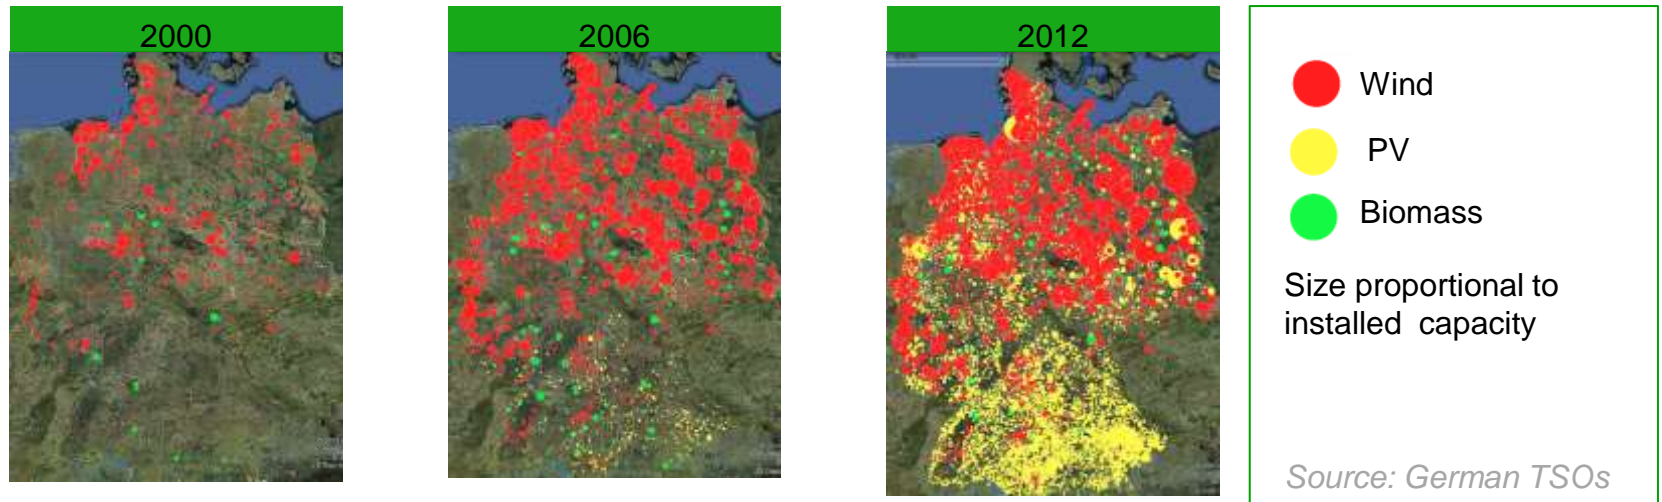 2000
2006
2012
Wind
PV
Biomass
Size proportional to
installed capacity
Source: German TSOs